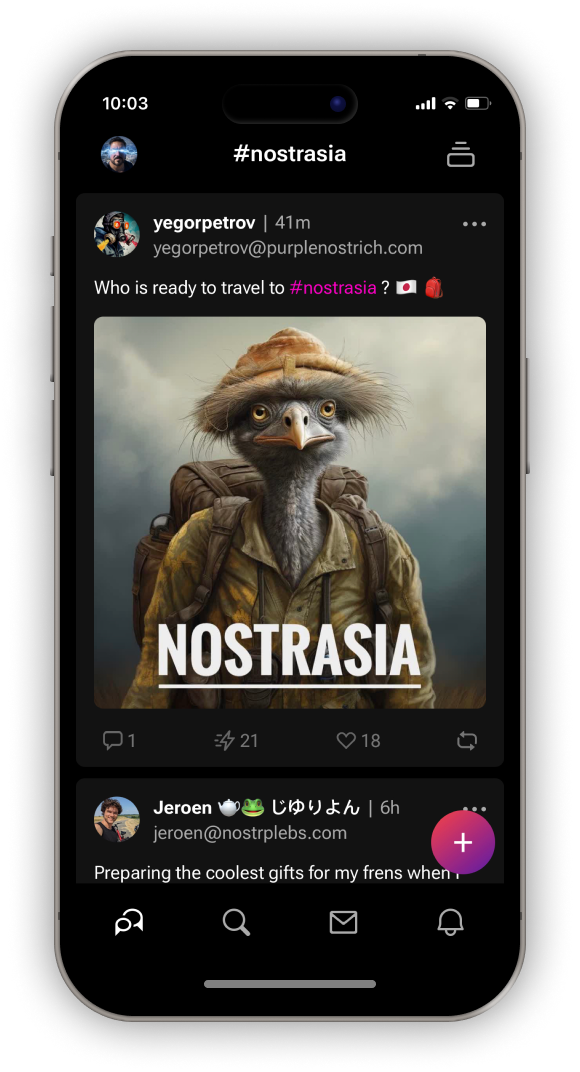 10:03
#nostrasia
yegorpetrov | 41m
yegorpetrov@purplenostrich.com
Who is ready to travel to #nostrasia ? 🇯🇵 🎒
NOSTRASIA
1 21 18
Jeroen 🫖🐸 じゆりよん | 6h
jeroen@nostrplebs.com
Preparing the coolest gifts for my frens when I